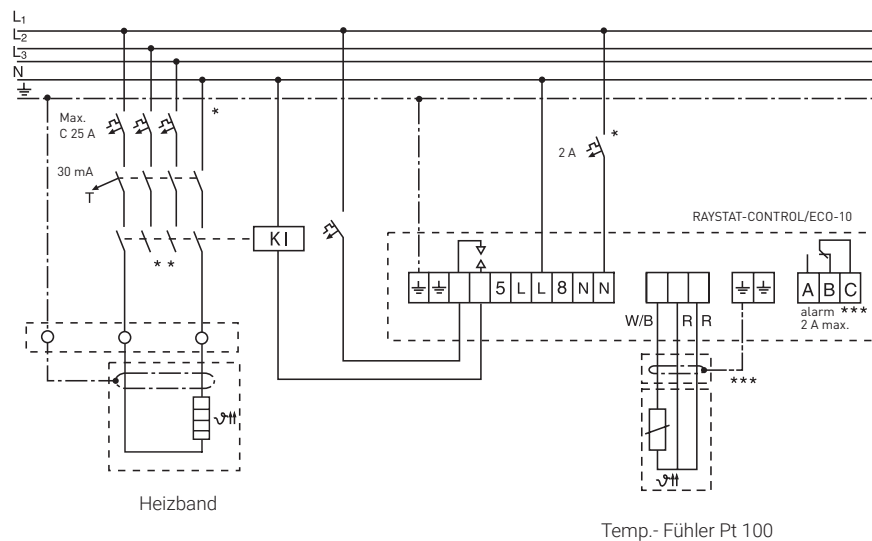 L1
L2
L3
N
Max.
C 25 A
*
30 mA
T
* *
KI
2 A
*
RAYSTAT-CONTROL/ECO-10
5 L L 8 N N
A B C
W/B R R
alarm ***
2 A max.
***
ϑ
ϑ
Heizband
Temp.- Fühler Pt 100